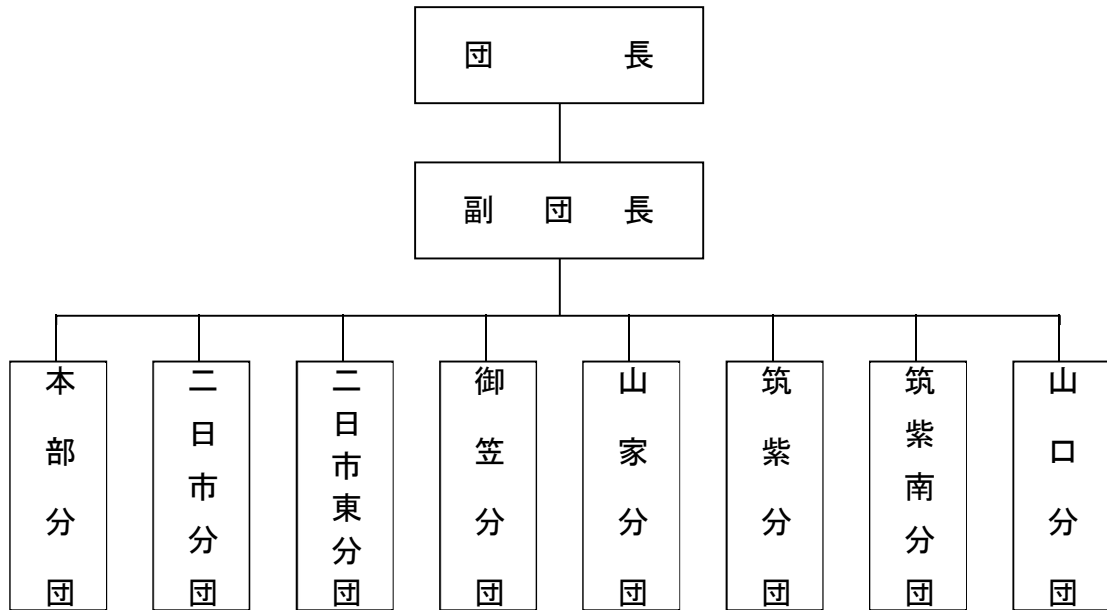 団長
副団長
本部分団
二日市分団
二日市東分団
御笠分団
山家分団
筑紫分団
筑紫南分団
山口分団